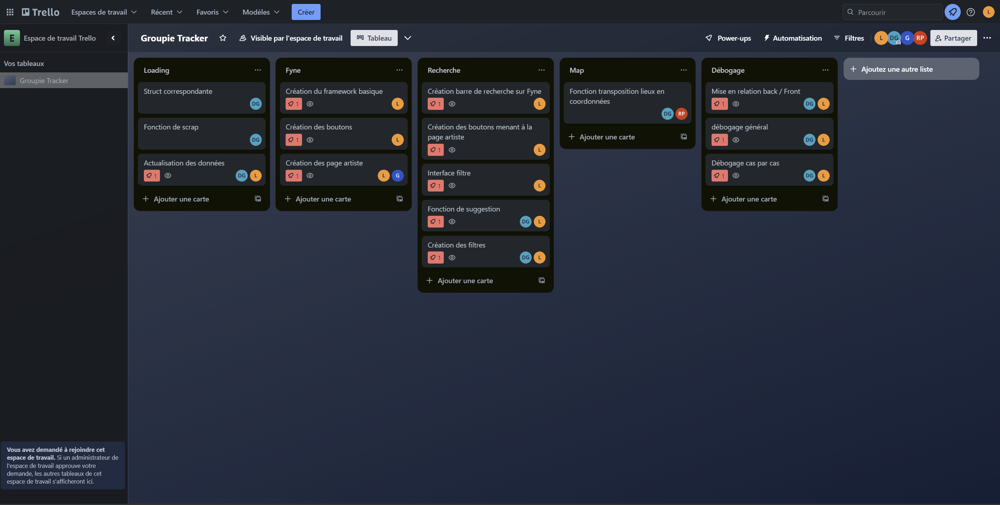 Trello
Espaces de travail
Récent
Favoris
Modèles
Créer
Parcourir
L
E
Espace de travail Trello
Groupie Tracker
Visible par l'espace de travail
Tableau
Power-ups
Automatisation
Filtres
L
DG
G
RP
Partager
Vos tableaux
Groupie Tracker
Loading
Struct correspondante
DG
Fonction de scrap
DG
Actualisation des données
1
DG
L
Ajouter une carte
Fyne
Création du framework basique
1
L
Création des boutons
1
L
Création des page artiste
1
L
G
Ajouter une carte
Recherche
Création barre de recherche sur Fyne
1
L
Création des boutons menant à la
page artiste
1
L
Interface filtre
1
L
Fonction de suggestion
1
DG
L
Création des filtres
1
DG
L
Ajouter une carte
Map
Fonction transposition lieux en
coordonnées
DG
RP
Ajouter une carte
Débogage
Mise en relation back / Front
1
DG
L
débogage général
1
DG
L
Débogage cas par cas
1
DG
L
Ajouter une carte
Ajoutez une autre liste
Vous avez demandé à rejoindre cet
espace de travail. Si un administrateur de
l'espace de travail approuve votre
demande, les autres tableaux de cet
espace de travail s'afficheront ici.